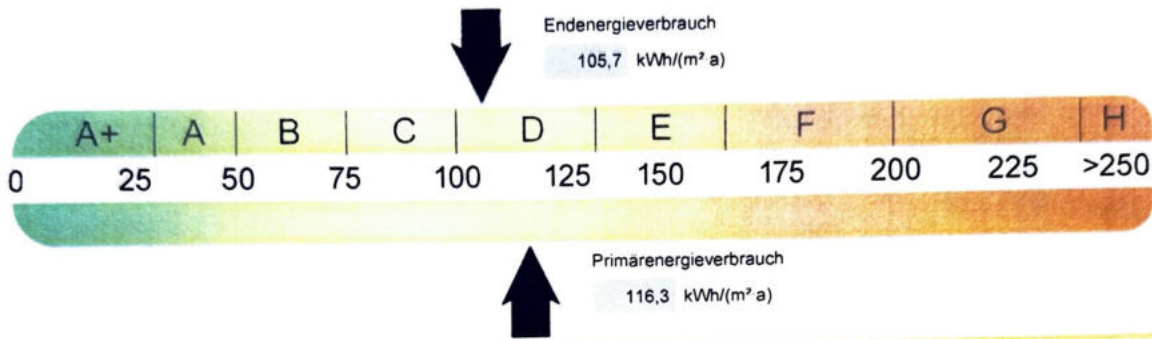 Endenergieverbrauch
105,7 kWh/(m²·a)
A+ A B C D E F G H
0 25 50 75 100 125 150 175 200 225 >250
Primärenergieverbrauch
116,3 kWh/(m²·a)